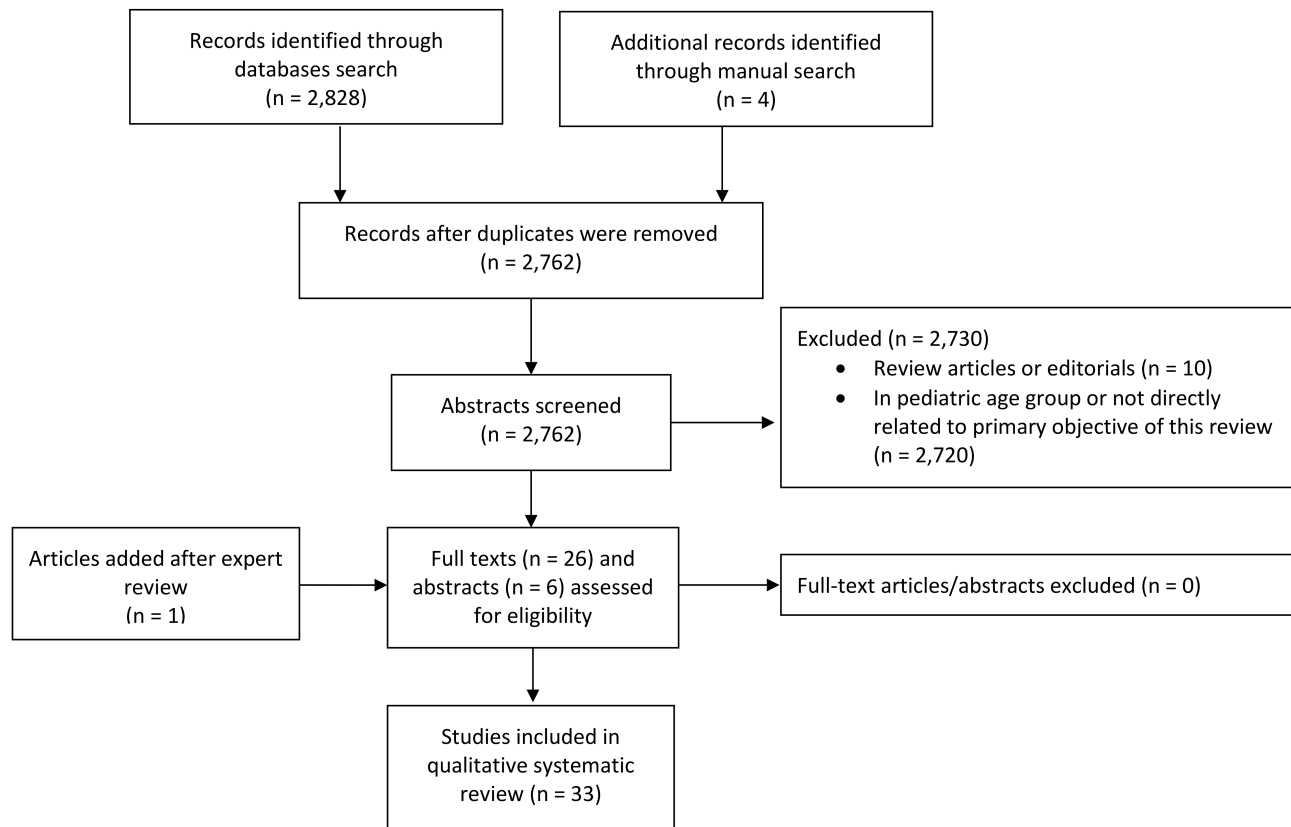 Records identified through
databases search
(n = 2,828)
Additional records identified
through manual search
(n = 4)
Records after duplicates were removed
(n = 2,762)
Abstracts screened
(n = 2,762)
Excluded (n = 2,730)
• Review articles or editorials (n = 10)
• In pediatric age group or not directly
related to primary objective of this review
(n = 2,720)
Articles added after expert
review
(n = 1)
Full texts (n = 26) and
abstracts (n = 6) assessed
for eligibility
Full-text articles/abstracts excluded (n = 0)
Studies included in
qualitative systematic
review (n = 33)